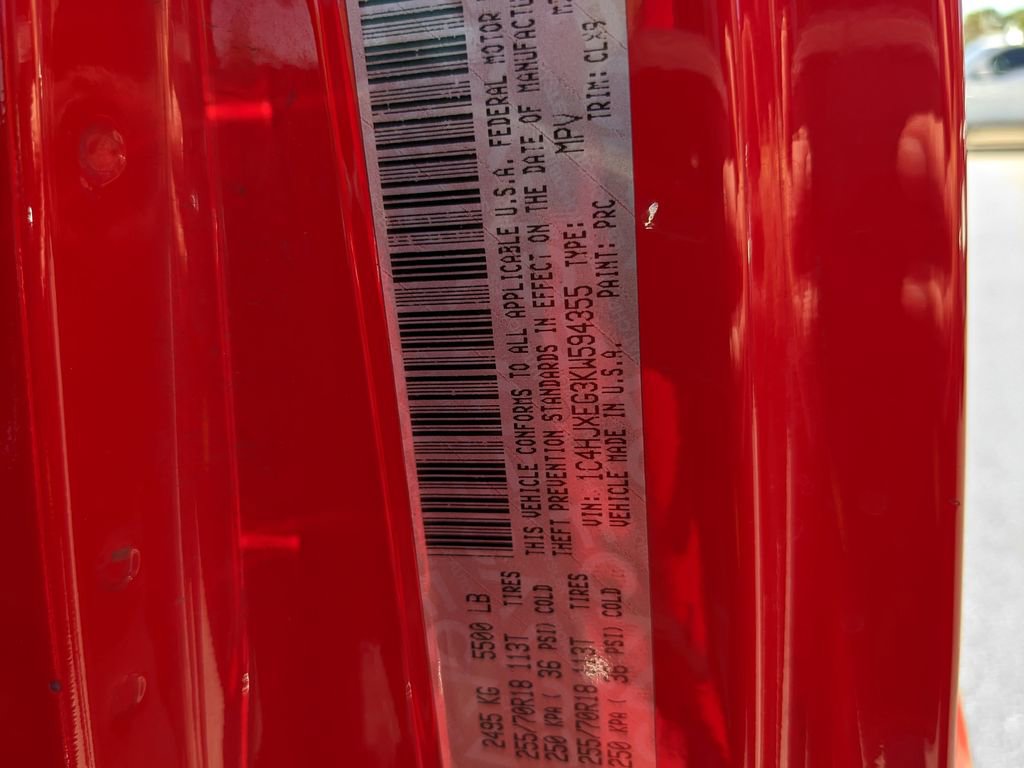 2495 KG 5500 LB
255/70R18 113T TIRES
250 KPA ( 36 PSI) COLD
255/70R18 113T TIRES
250 KPA ( 36 PSI) COLD
THIS VEHICLE CONFORMS TO ALL APPLICABLE U.S.A. FEDERAL MOTOR
THEFT PREVENTION STANDARDS IN EFFECT ON THE DATE OF MANUFACTU
VIN: 1C4HJXEG3KW594355 TYPE: MPV
VEHICLE MADE IN U.S.A. PAINT: PRC TRIM: CLX9